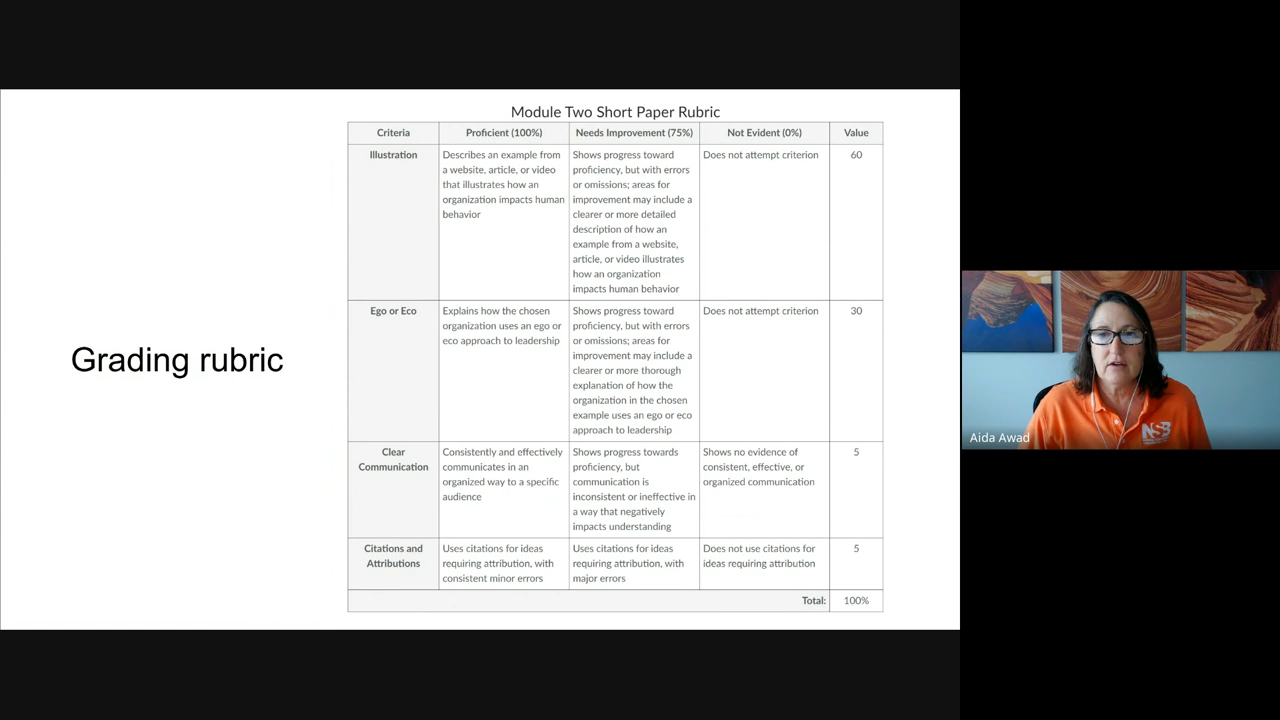 Module Two Short Paper Rubric
Criteria
Proficient (100%)
Needs Improvement (75%)
Not Evident (0%)
Value
Illustration
Describes an example from
a website, article, or video
that illustrates how an
organization impacts human
behavior
Shows progress toward
proficiency, but with errors
or omissions; areas for
improvement may include a
clearer or more detailed
description of how an
example from a website,
article, or video illustrates
how an organization
impacts human behavior
Does not attempt criterion
60
Ego or Eco
Explains how the chosen
organization uses an ego or
eco approach to leadership
Shows progress toward
proficiency, but with errors
or omissions; areas for
improvement may include a
clearer or more thorough
explanation of how the
organization in the chosen
example uses an ego or eco
approach to leadership
Does not attempt criterion
30
Grading rubric
Clear
Communication
Consistently and effectively
communicates in an
organized way to a specific
audience
Shows progress towards
proficiency, but
communication is
inconsistent or ineffective in
a way that negatively
impacts understanding
Shows no evidence of
consistent, effective, or
organized communication
5
Citations and
Attributions
Uses citations for ideas
requiring attribution, with
consistent minor errors
Uses citations for ideas
requiring attribution, with
major errors
Does not use citations for
ideas requiring attribution
5
Total:
100%
NSB
Aida Awad